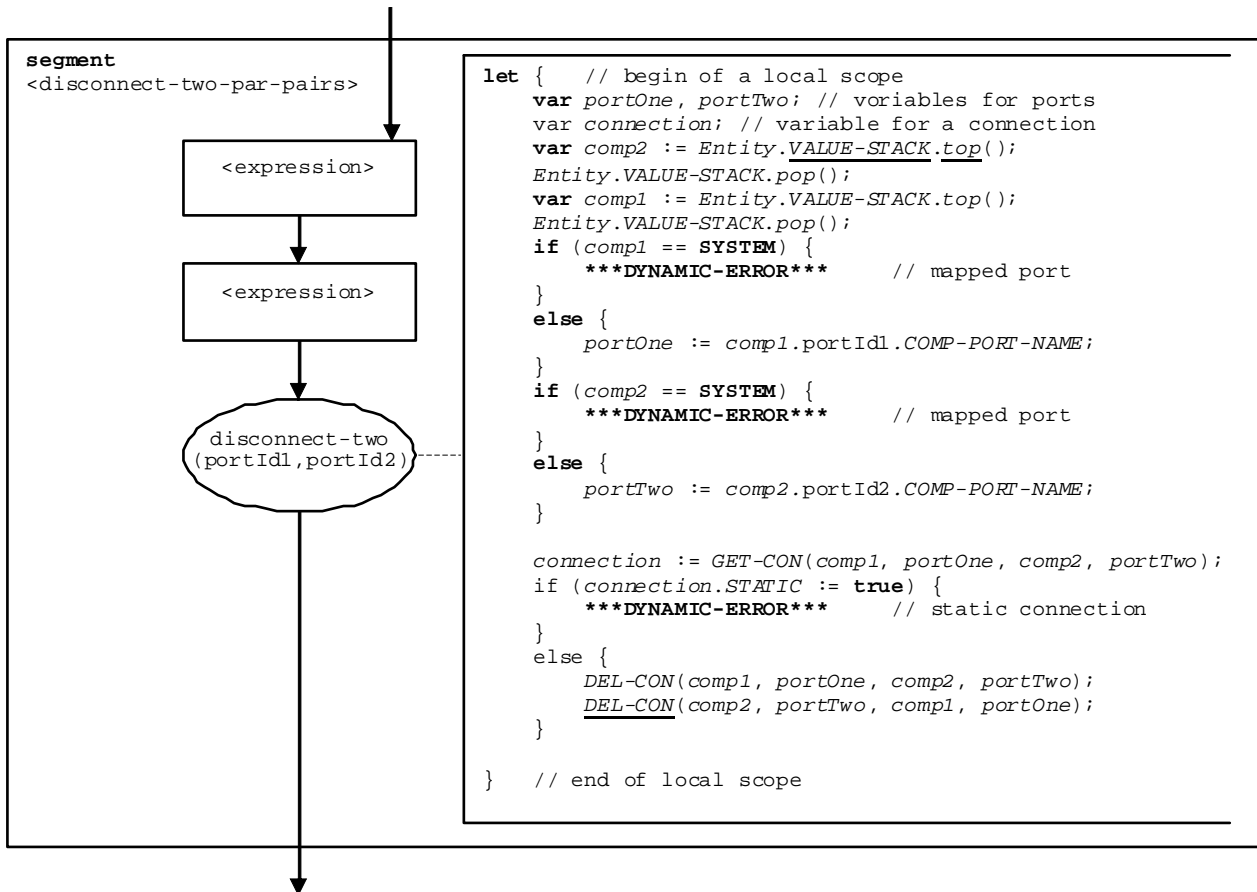 segment
<disconnect-two-par-pairs>
<expression>
<expression>
disconnect-two
(portId1,portId2)
let {   // begin of a local scope
    var portOne, portTwo; // voriables for ports
    var connection; // variable for a connection
    var comp2 := Entity.VALUE-STACK.top();
    Entity.VALUE-STACK.pop();
    var comp1 := Entity.VALUE-STACK.top();
    Entity.VALUE-STACK.pop();
    if (comp1 == SYSTEM) {
        ***DYNAMIC-ERROR***     // mapped port
    }
    else {
        portOne := comp1.portId1.COMP-PORT-NAME;
    }
    if (comp2 == SYSTEM) {
        ***DYNAMIC-ERROR***     // mapped port
    }
    else {
        portTwo := comp2.portId2.COMP-PORT-NAME;
    }
    connection := GET-CON(comp1, portOne, comp2, portTwo);
    if (connection.STATIC := true) {
        ***DYNAMIC-ERROR***     // static connection
    }
    else {
        DEL-CON(comp1, portOne, comp2, portTwo);
        DEL-CON(comp2, portTwo, comp1, portOne);
    }
}   // end of local scope